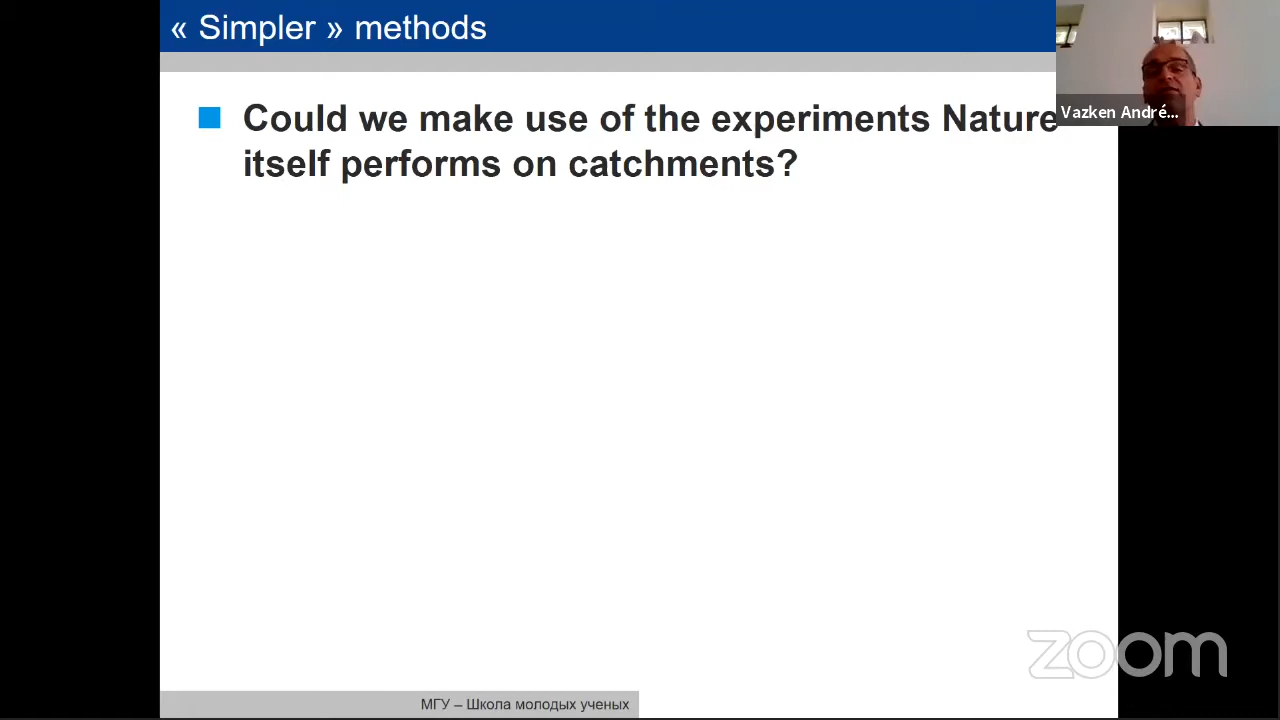 « Simpler » methods
Vazken André...
Could we make use of the experiments Nature
itself performs on catchments?
zoom
МГУ – Школа молодых ученых